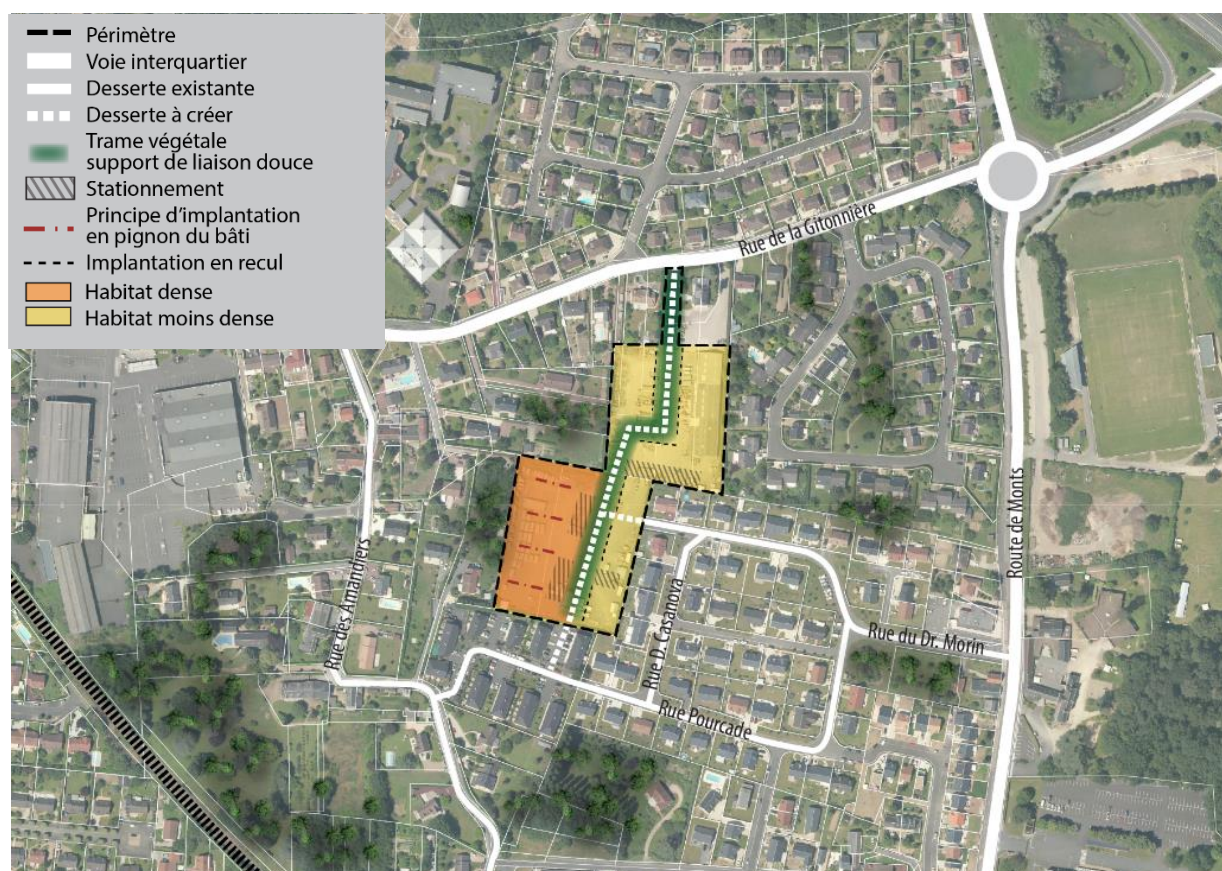 Périmètre
Voie interquartier
Desserte existante
Desserte à créer
Trame végétale
support de liaison douce
Stationnement
Principe d'implantation
en pignon du bâti
Implantation en recul
Habitat dense
Habitat moins dense
Rue de la Gitonnière
Route de Monts
Rue des Amandiers
Rue D. Casanova
Rue du Dr. Morin
Rue Pourcade